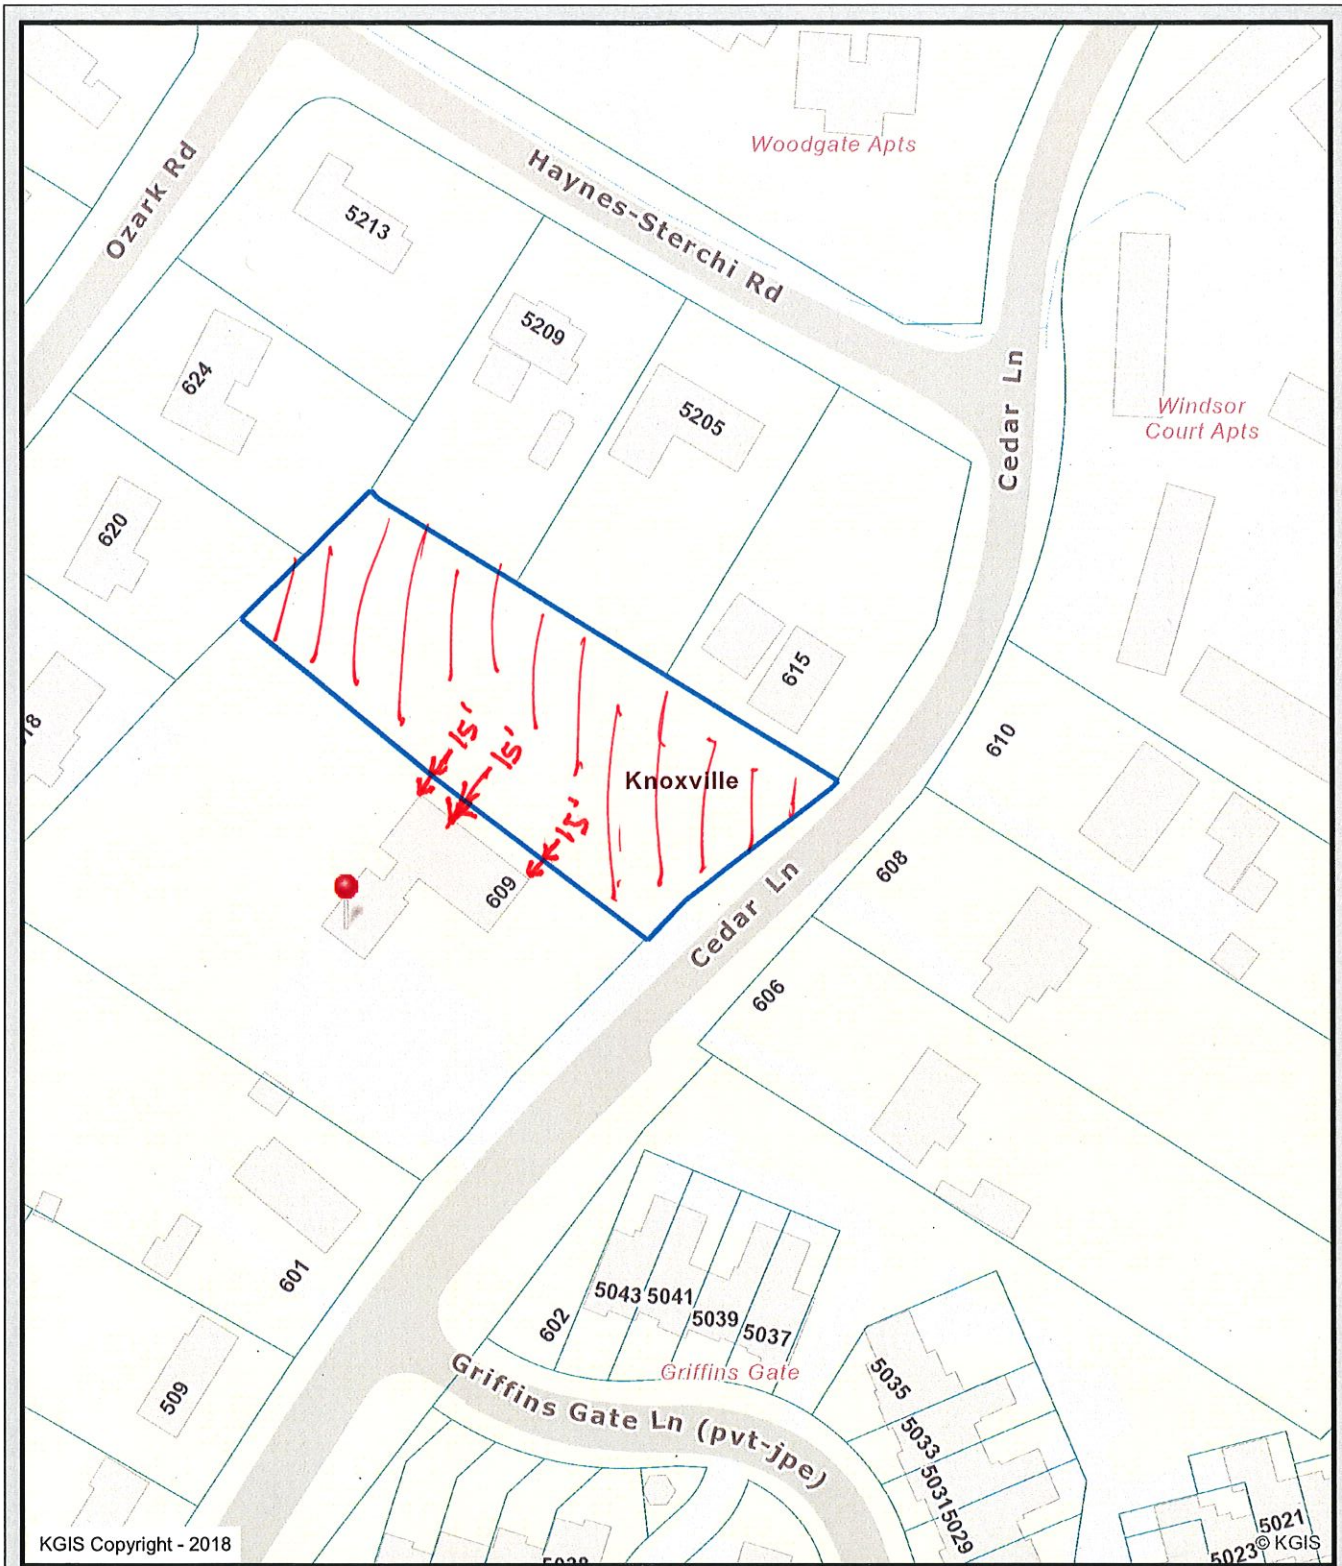 Woodgate Apts
Ozark Rd
Haynes-Sterchi Rd
5213
5209
Cedar Ln
624
5205
Windsor
Court Apts
620
615
18
15'
15'
610
Knoxville
15'
608
609
Cedar Ln
606
601
5043 5041
5039
5037
602
Griffins Gate
509
Griffins Gate Ln (pvt-jpe)
5035
5033
5031
5029
5021
5023
KGIS Copyright - 2018
© KGIS